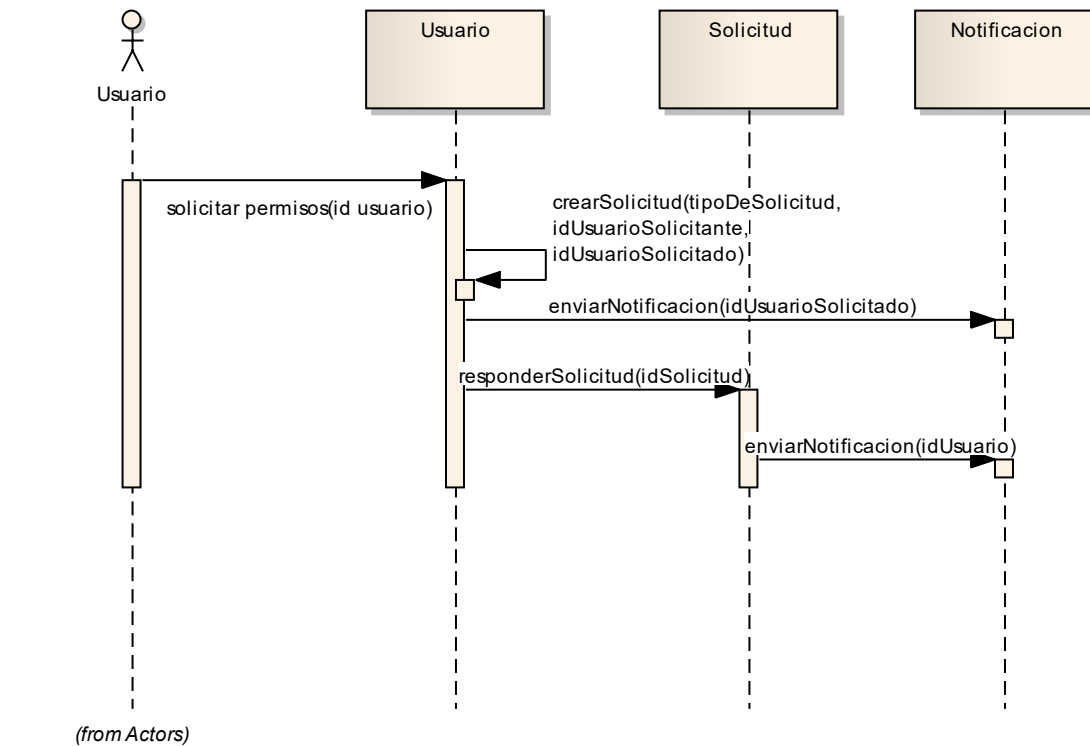 Usuario
Usuario
Solicitud
Notificacion
solicitar permisos(id usuario)
crearSolicitud(tipoDeSolicitud,
idUsuarioSolicitante,
idUsuarioSolicitado)
enviarNotificacion(idUsuarioSolicitado)
responderSolicitud(idSolicitud)
enviarNotificacion(idUsuario)
(from Actors)